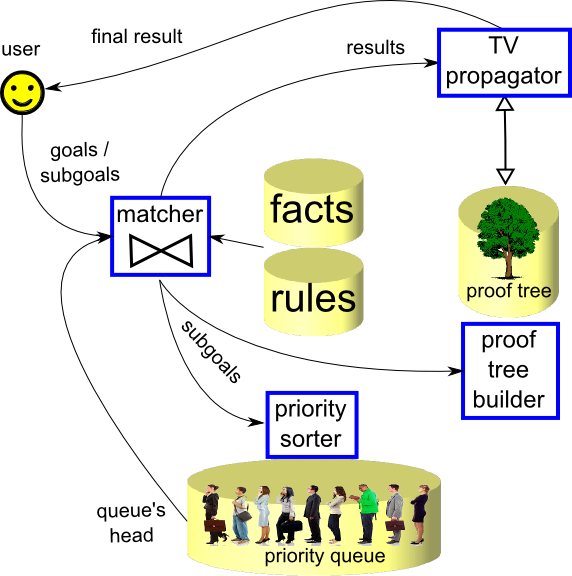 final result
user
results
TV
propagator
goals /
subgoals
matcher
facts
rules
proof tree
proof
tree
builder
subgoals
priority
sorter
queue's
head
priority queue